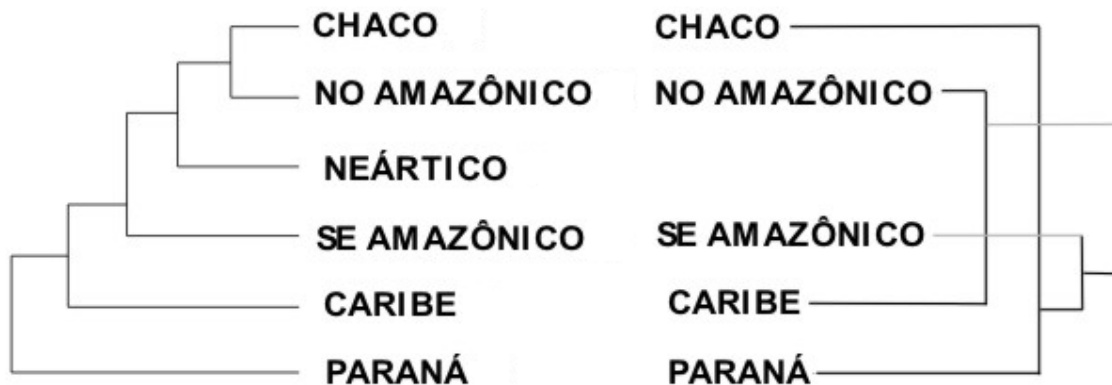 CHACO
NO AMAZÔNICO
NEÁRTICO
SE AMAZÔNICO
CARIBE
PARANÁ
CHACO
NO AMAZÔNICO
SE AMAZÔNICO
CARIBE
PARANÁ